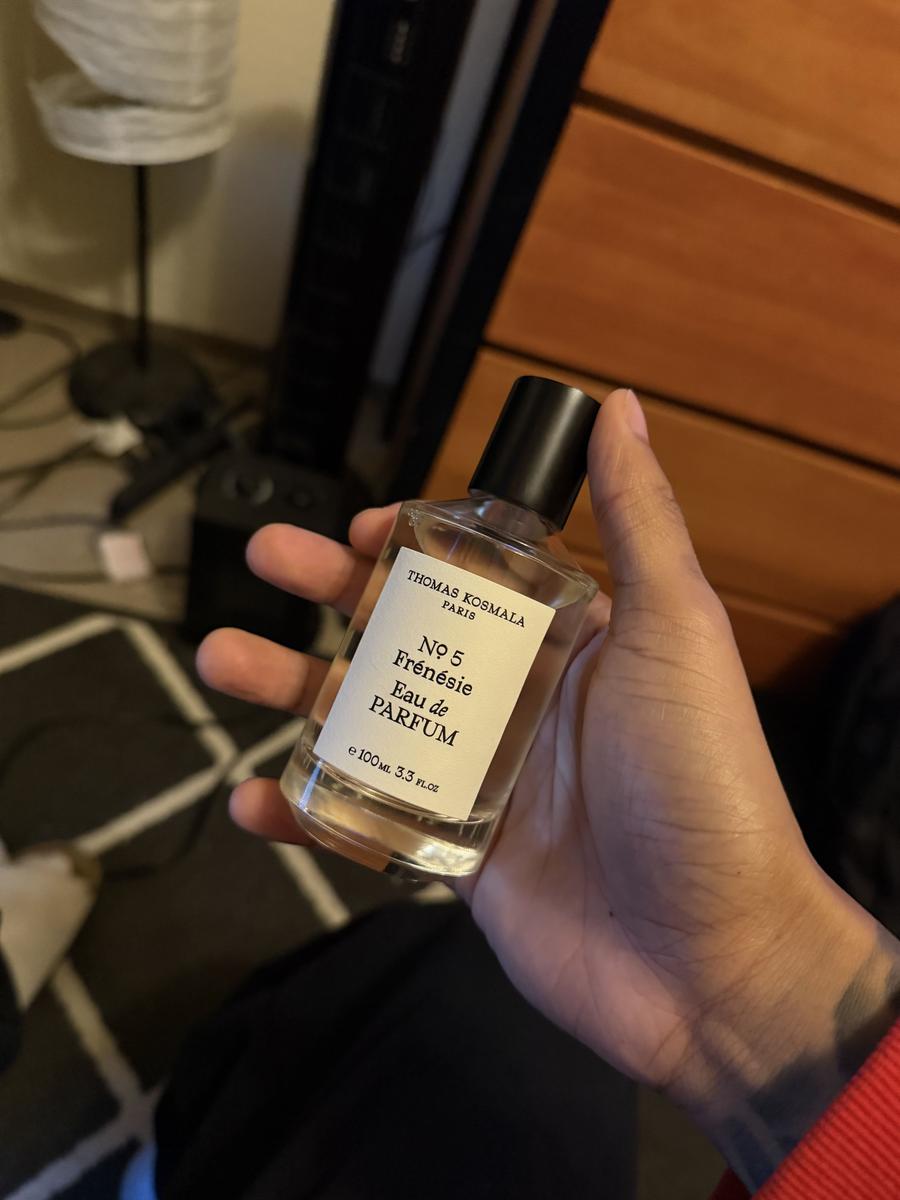 THOMAS KOSMALA
PARIS
Nº 5
Frénésie
Eau de
PARFUM
℮ 100ML 3.3 FL.OZ